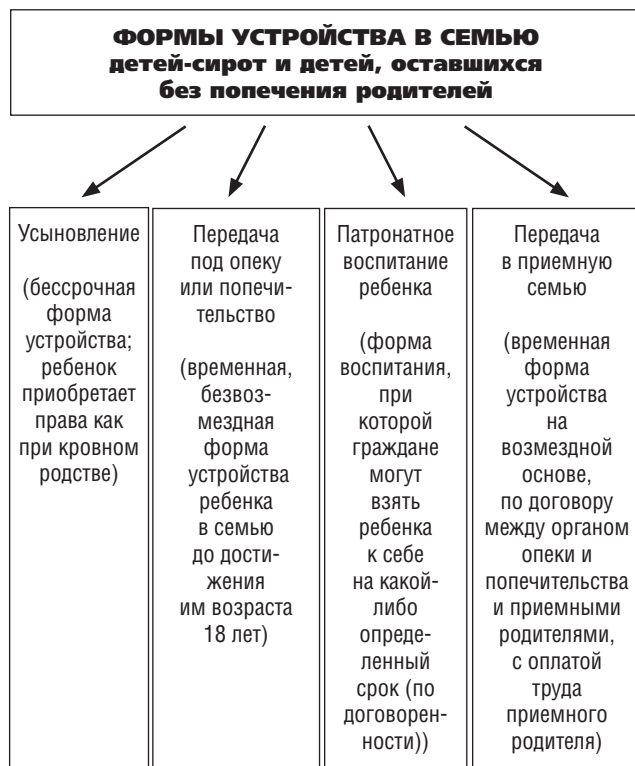 ФОРМЫ УСТРОЙСТВА В СЕМЬЮ
детей-сирот и детей, оставшихся
без попечения родителей
Усыновление
(бессрочная
форма
устройства;
ребенок
приобретает
права как
при кровном
родстве)
Передача
под опеку
или попечи-
тельство
(временная,
безвоз-
мездная
форма
устройства
ребенка
в семью
до дости-
жения
им возраста
18 лет)
Патронатное
воспитание
ребенка
(форма
воспитания,
при
которой
граждане
могут
взять
ребенка
к себе
на какой-
либо
опреде-
ленный
срок (по
договорен-
ности))
Передача
в приемную
семью
(временная
форма
устройства
на
возмездной
основе,
по договору
между органом
опеки и
попечительства
и приемными
родителями,
с оплатой
труда
приемного
родителя)